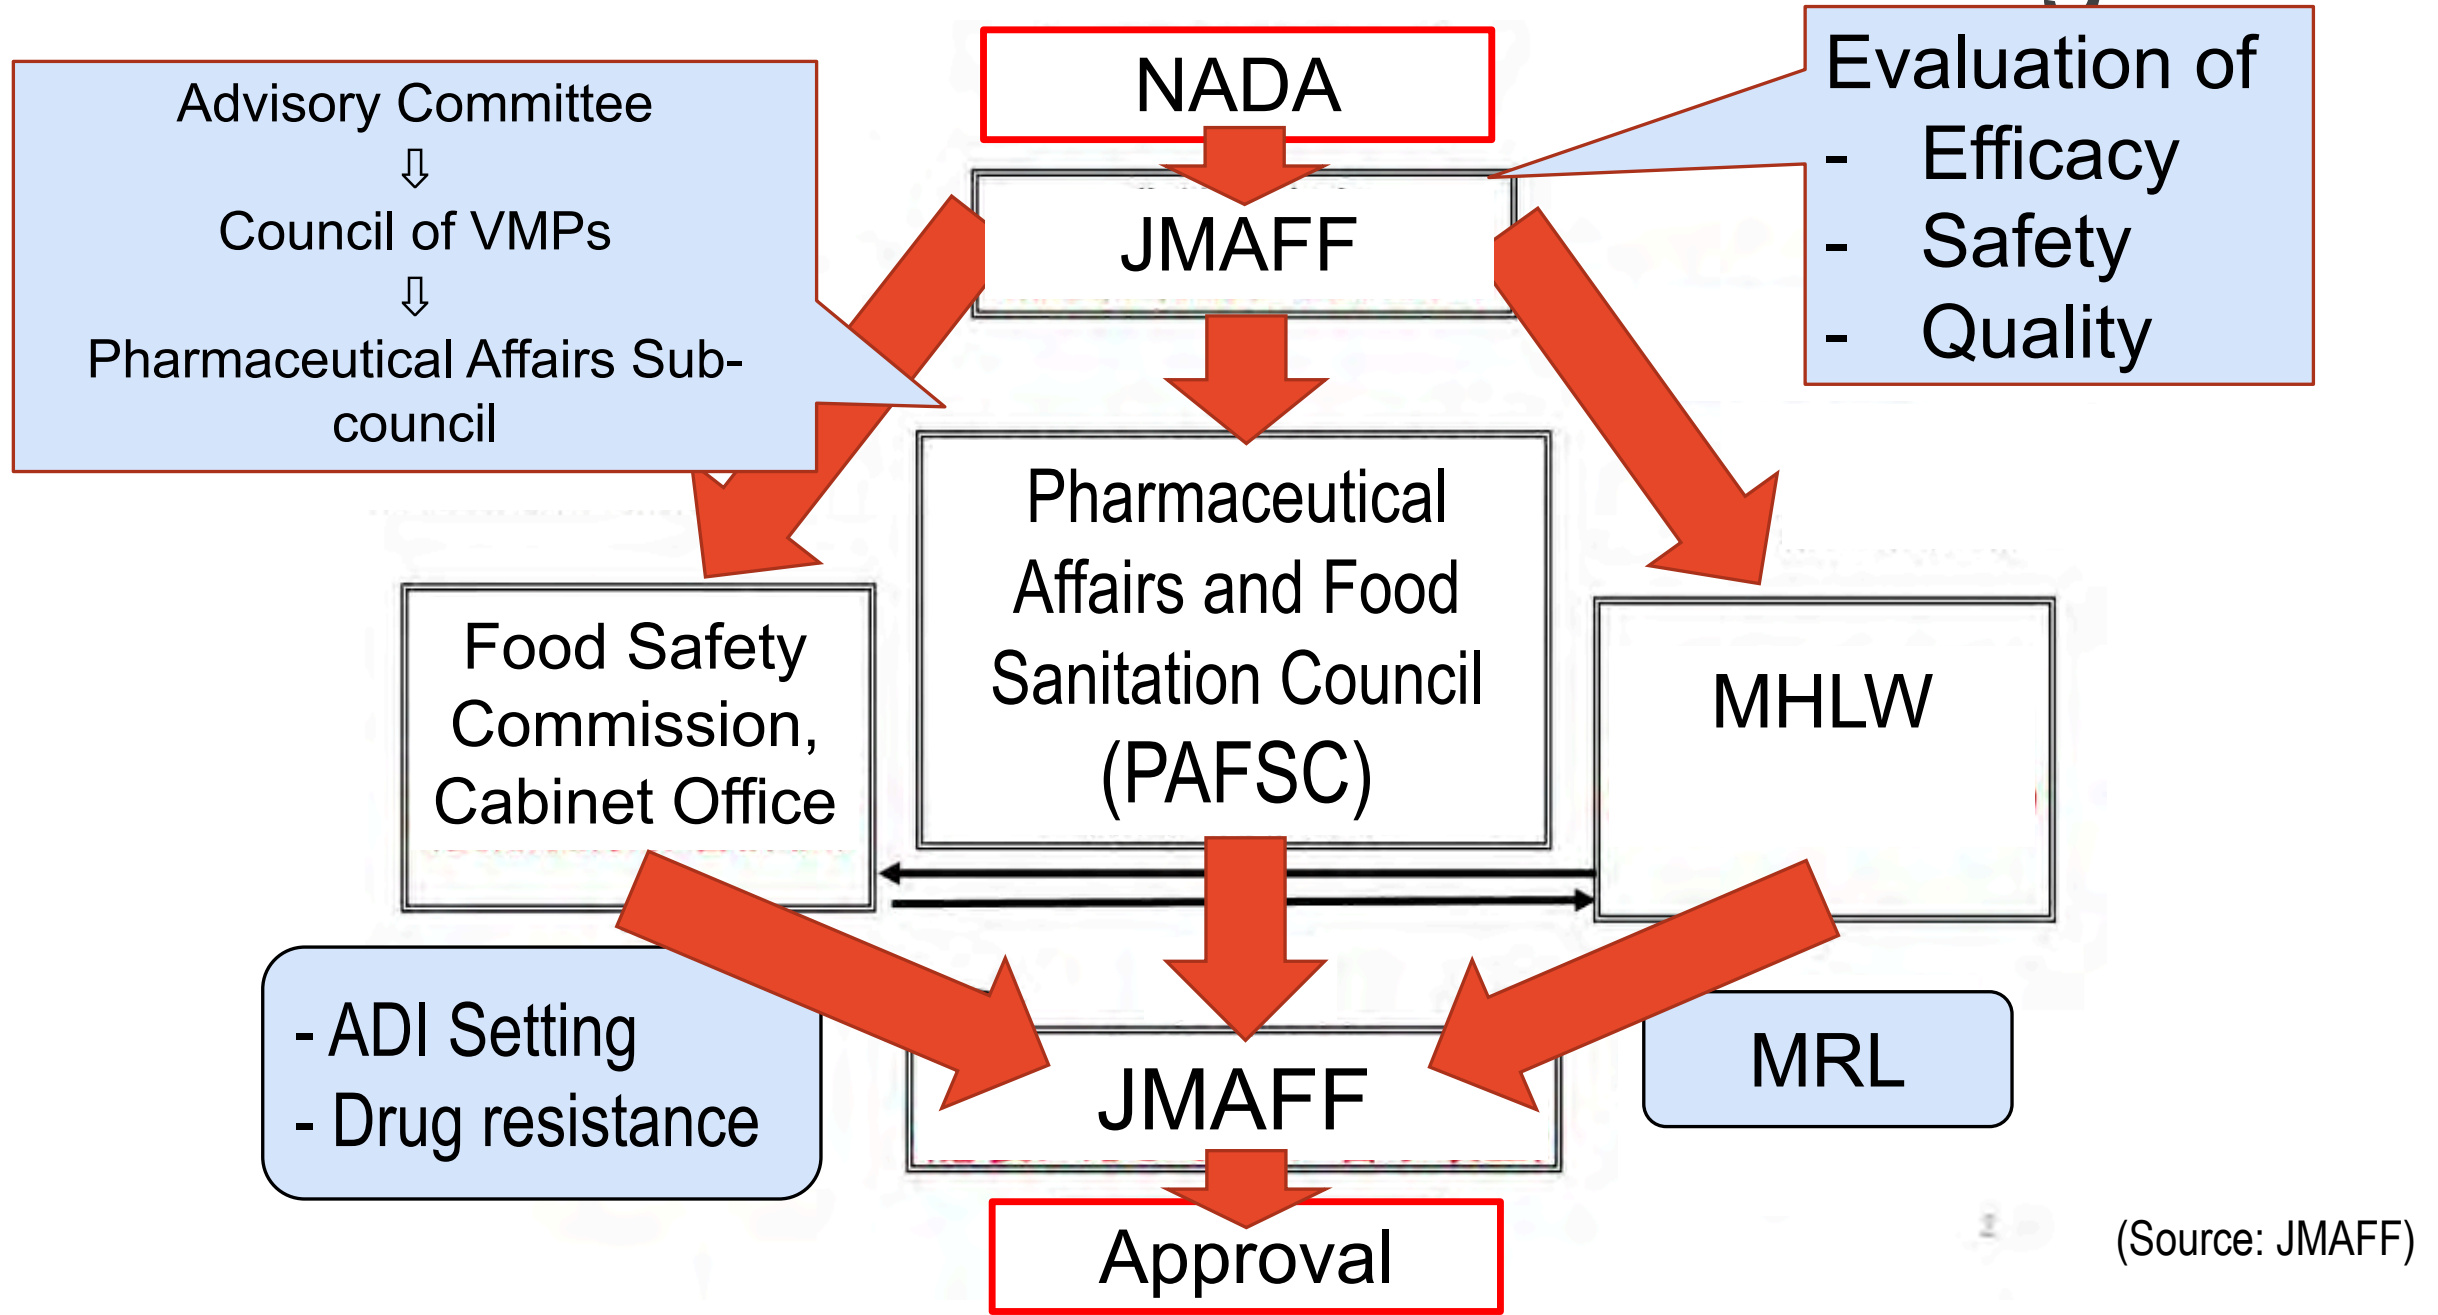 NADA
Evaluation of
- Efficacy
- Safety
- Quality
Advisory Committee
⇩
Council of VMPs
⇩
Pharmaceutical Affairs Sub-
council
JMAFF
Pharmaceutical
Affairs and Food
Sanitation Council
(PAFSC)
Food Safety
Commission,
Cabinet Office
MHLW
- ADI Setting
- Drug resistance
JMAFF
MRL
Approval
(Source: JMAFF)